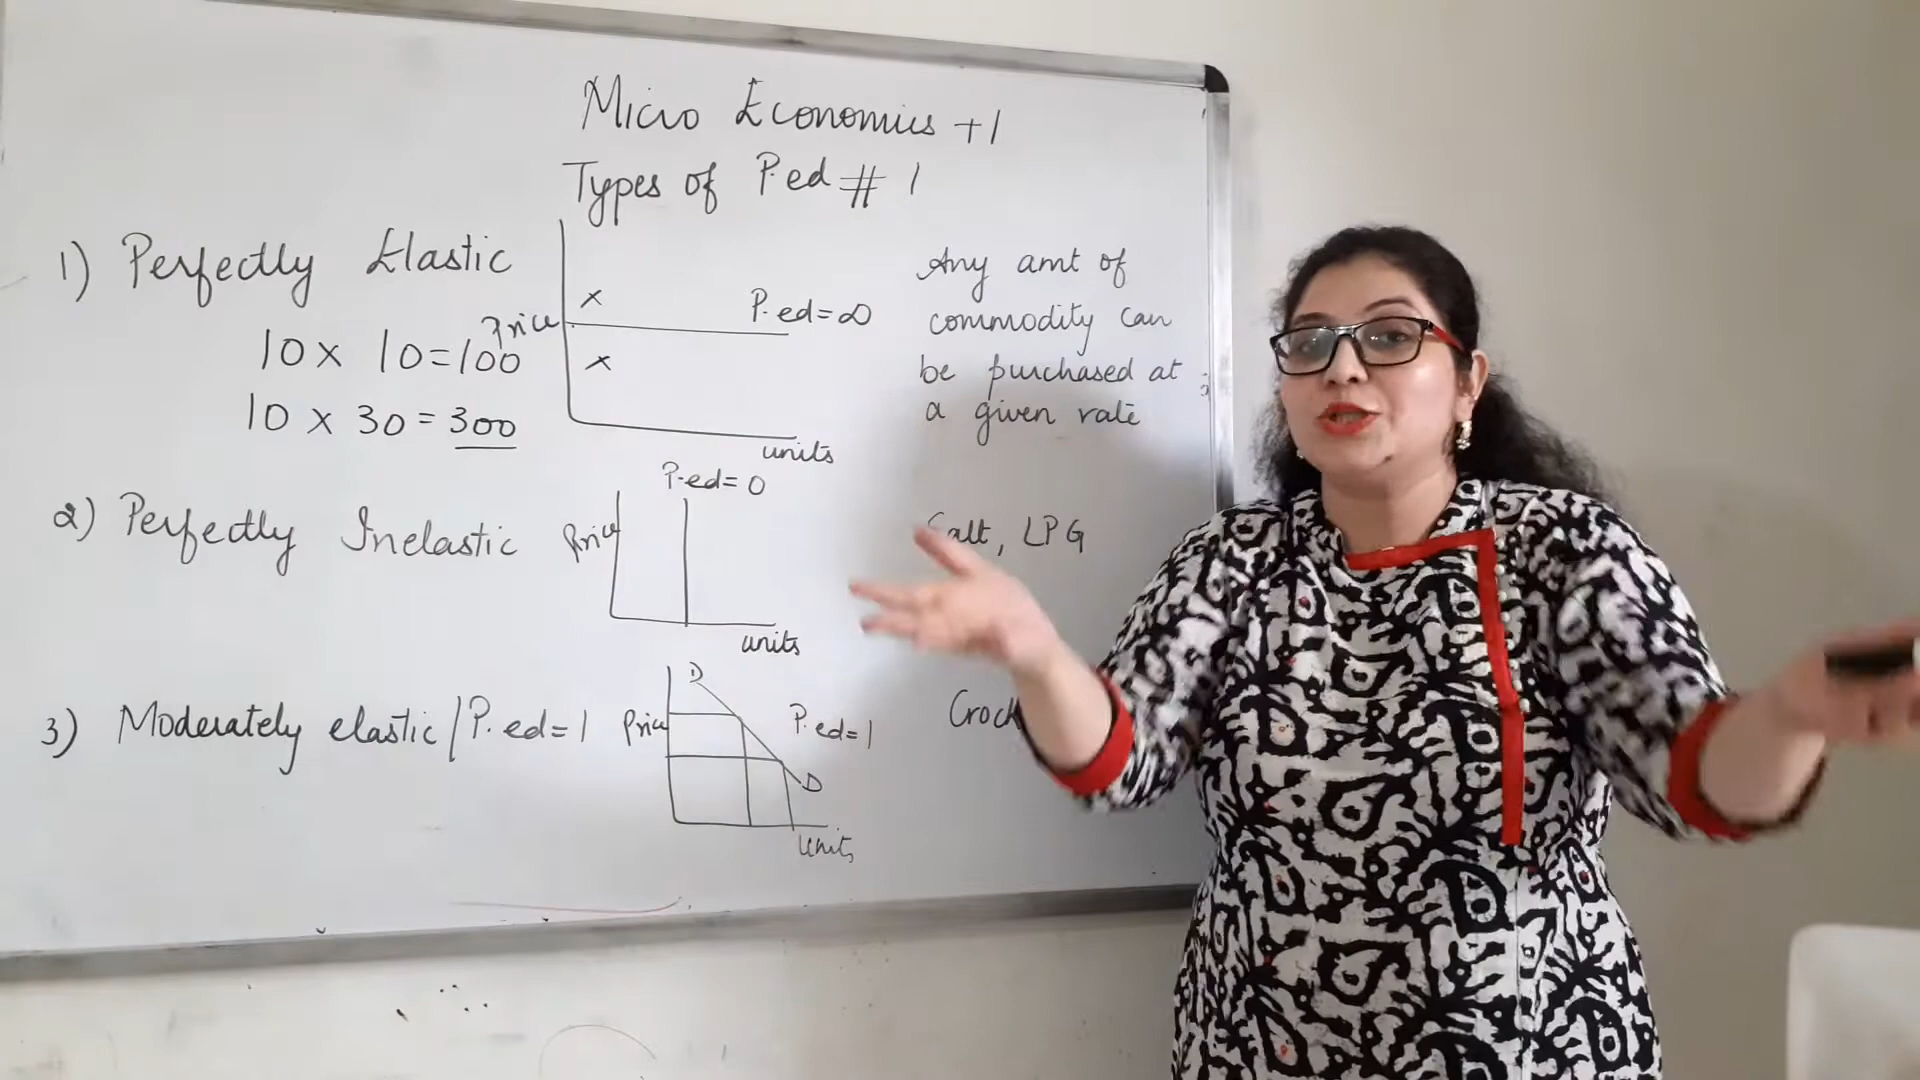 Micro Economics +1
Types of P.ed # 1
1) Perfectly Elastic
10 x 10 = 100
10 x 30 = 300
Price
x
x
P.ed = ∞
units
Any amt of
commodity can
be purchased at
a given rate
2) Perfectly Inelastic
Price
P.ed = 0
units
LPG
3) Moderately elastic / P.ed = 1
Price
D
D
P.ed = 1
Units